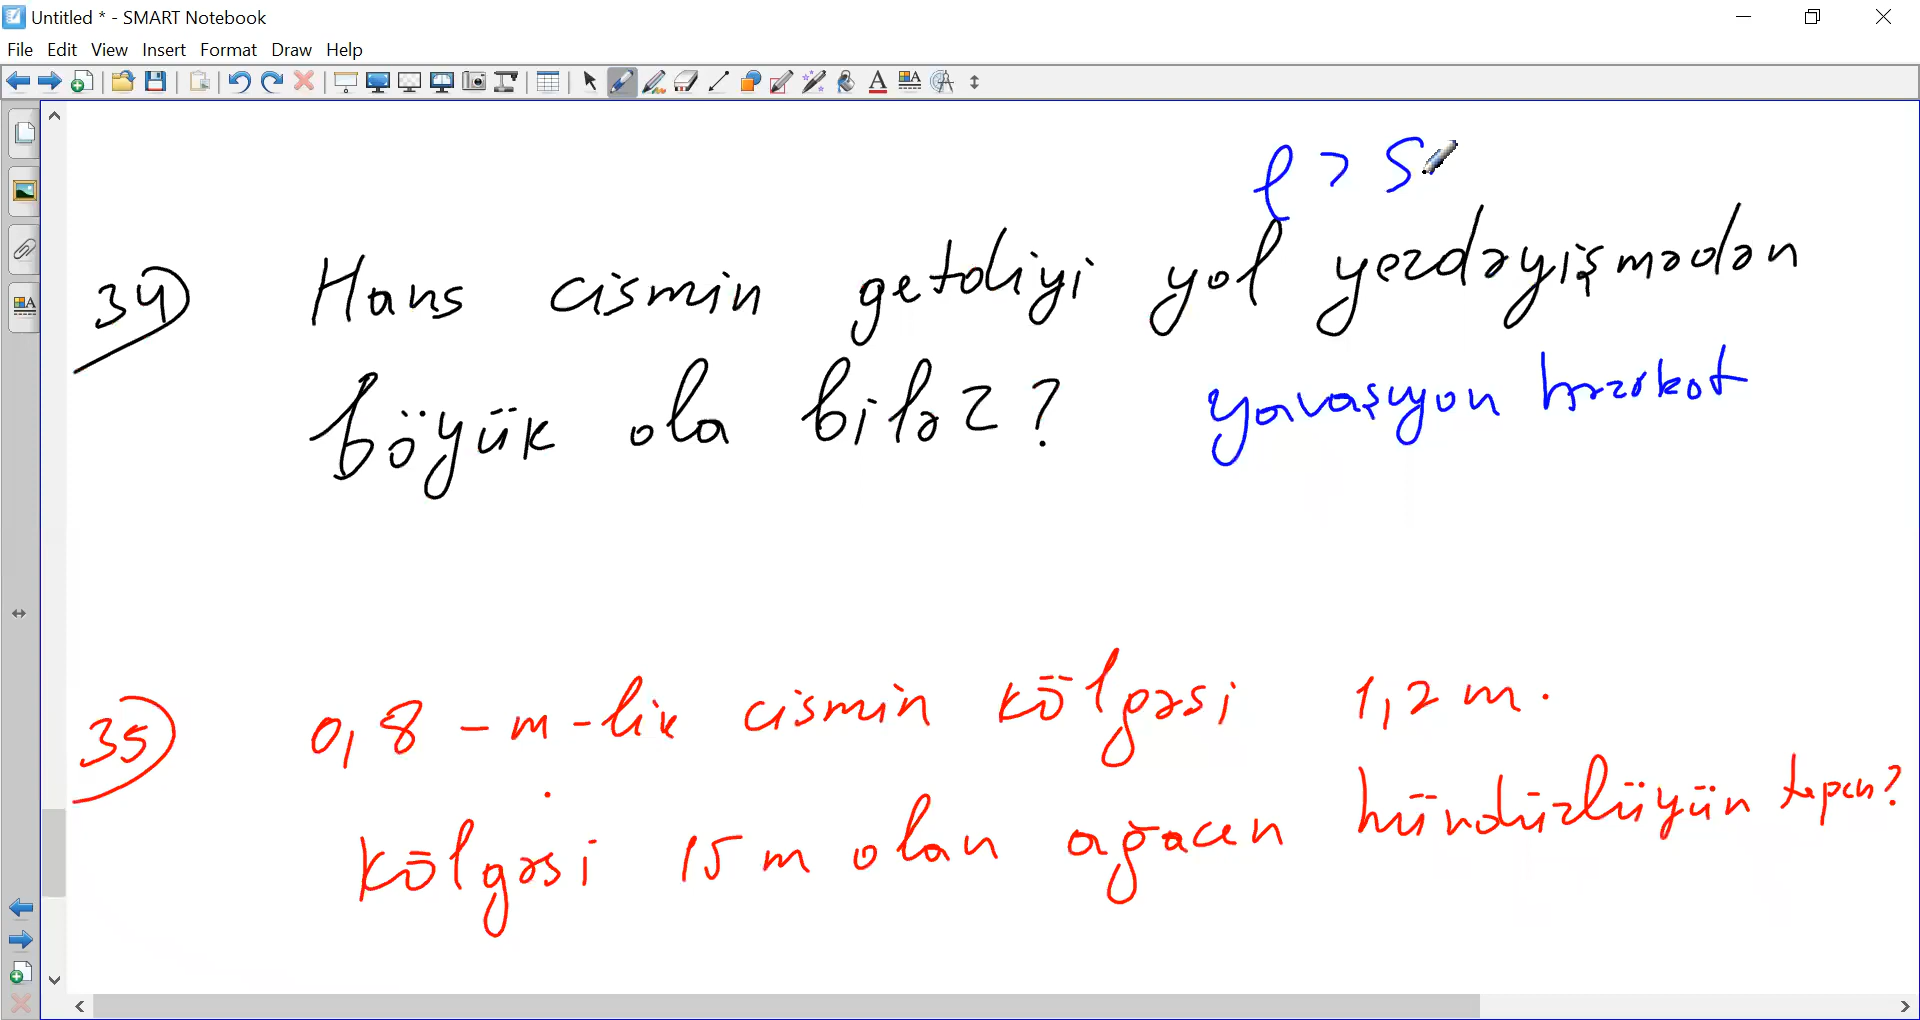 Untitled * - SMART Notebook
File Edit View Insert Format Draw Help
l > S
34) Hans cismin getdiyi yol yerdəyişmədən
böyük ola bilər? yavaşıyan hərəkət
35) 0,8 - m - lik cismin kölgəsi 1,2 m.
kölgəsi 15 m olan ağacın hündürlüyün tapın?